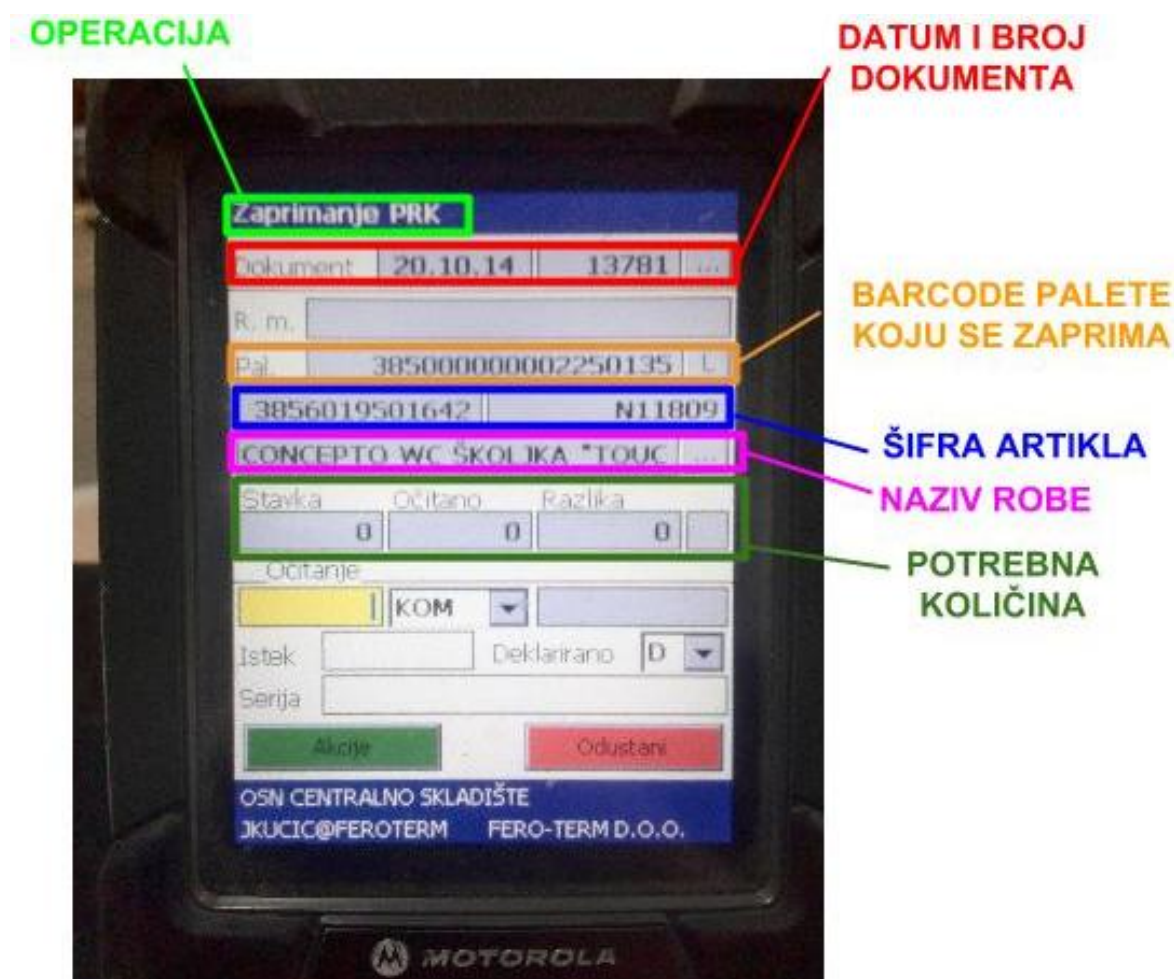 OPERACIJA
DATUM I BROJ
DOKUMENTA
Zaprimanje PRK
Dokument 20.10.14 13781 ...
R. m.
BARCODE PALETE
KOJU SE ZAPRIMA
Pal. 385000000002250135 L
3856019501642 N11809
ŠIFRA ARTIKLA
CONCEPTO WC ŠKOLJKA "TOUC ...
NAZIV ROBE
Stavka Očitano Razlika
0 0 0
POTREBNA
KOLIČINA
Očitanje
KOM
Istek Deklarirano D
Serija
Akcije Odustani
OSN CENTRALNO SKLADIŠTE
JKUCIC@FEROTERM FERO-TERM D.O.O.
MOTOROLA